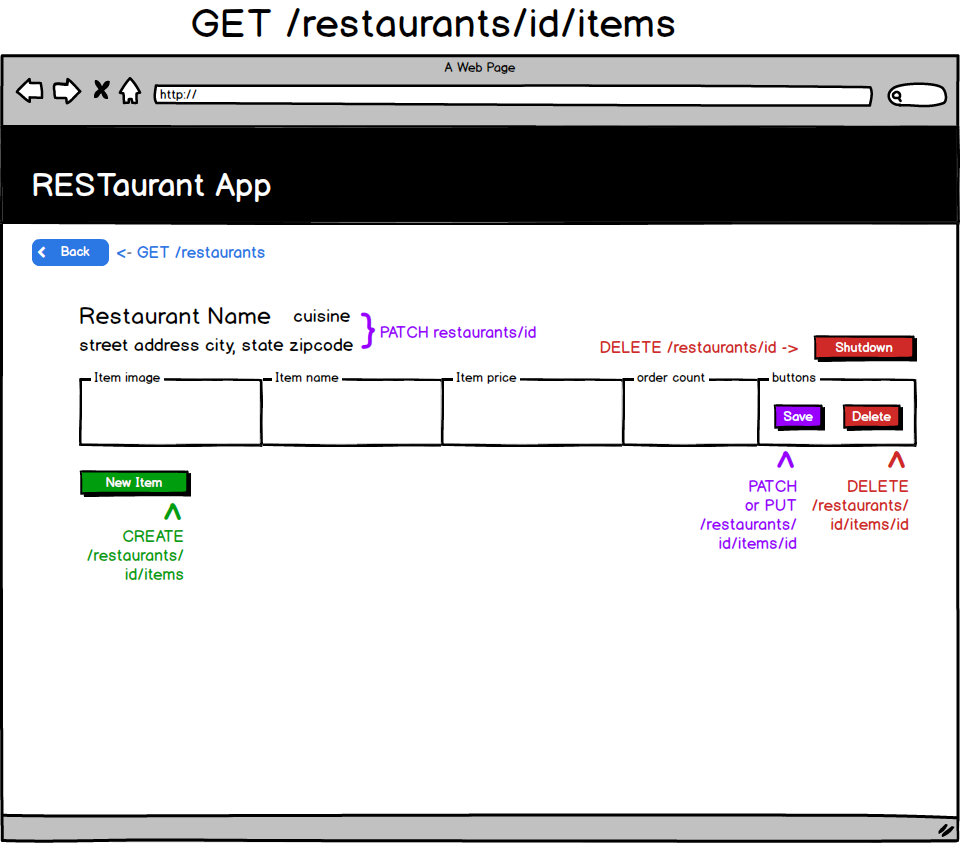 GET /restaurants/id/items
A Web Page
http://
RESTaurant App
Back <- GET /restaurants
Restaurant Name cuisine
PATCH restaurants/id
street address city, state zipcode
DELETE /restaurants/id -> Shutdown
Item image Item name Item price order count buttons
Save Delete
New Item
CREATE
/restaurants/
id/items
PATCH
or PUT
/restaurants/
id/items/id
DELETE
/restaurants/
id/items/id